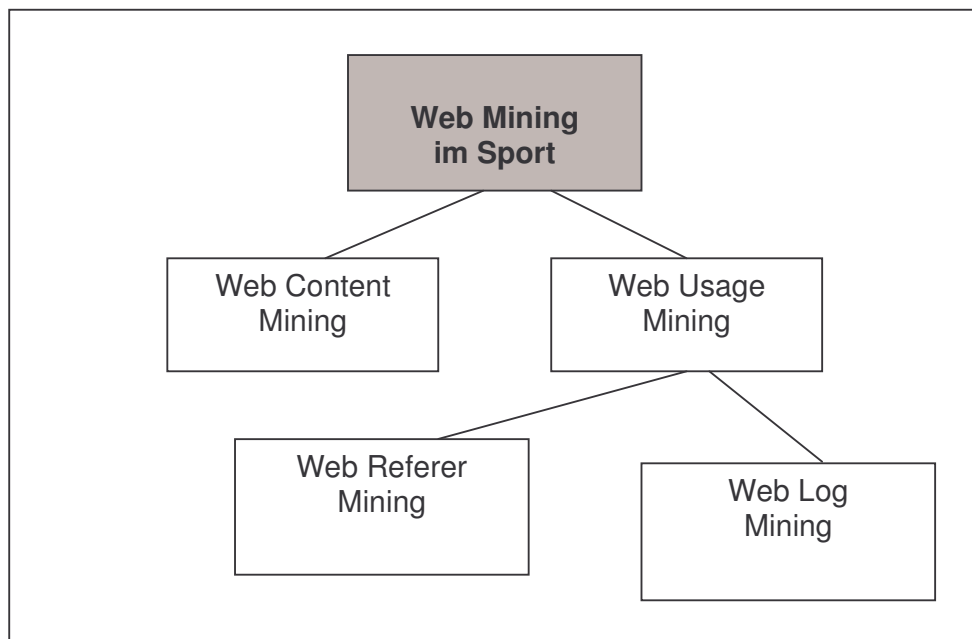 Web Mining
im Sport
Web Content
Mining
Web Usage
Mining
Web Referer
Mining
Web Log
Mining